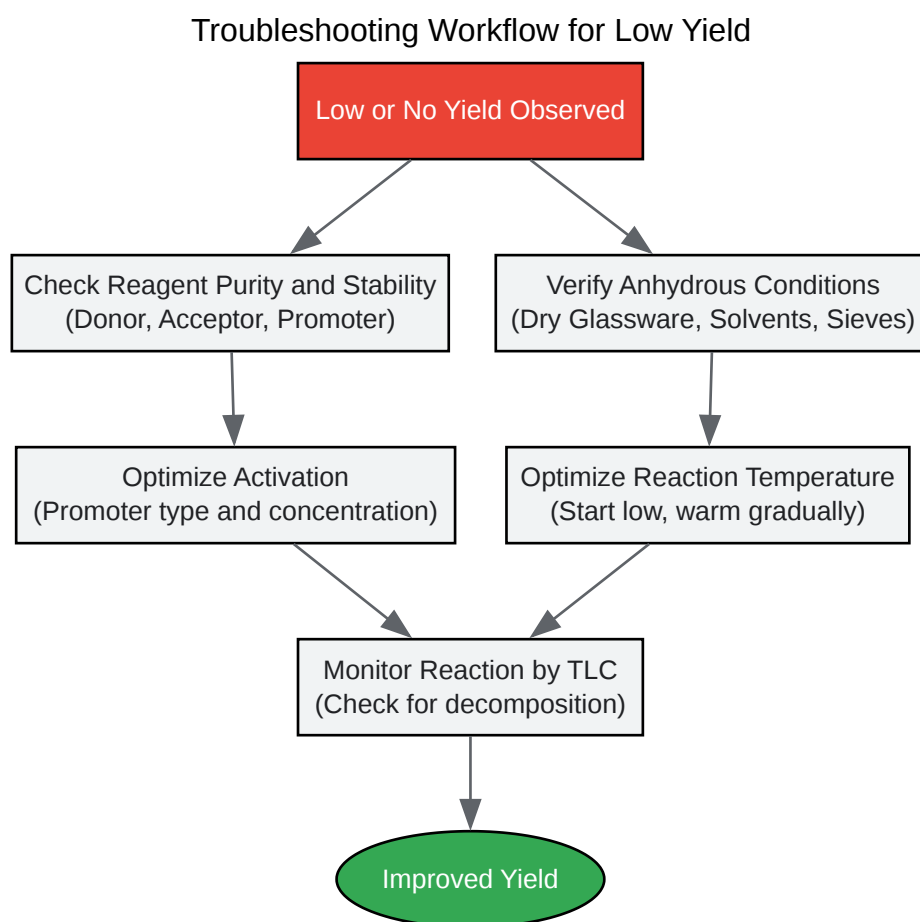 Troubleshooting Workflow for Low Yield
Low or No Yield Observed
Check Reagent Purity and Stability
(Donor, Acceptor, Promoter)
Verify Anhydrous Conditions
(Dry Glassware, Solvents, Sieves)
Optimize Activation
(Promoter type and concentration)
Optimize Reaction Temperature
(Start low, warm gradually)
Monitor Reaction by TLC
(Check for decomposition)
Improved Yield